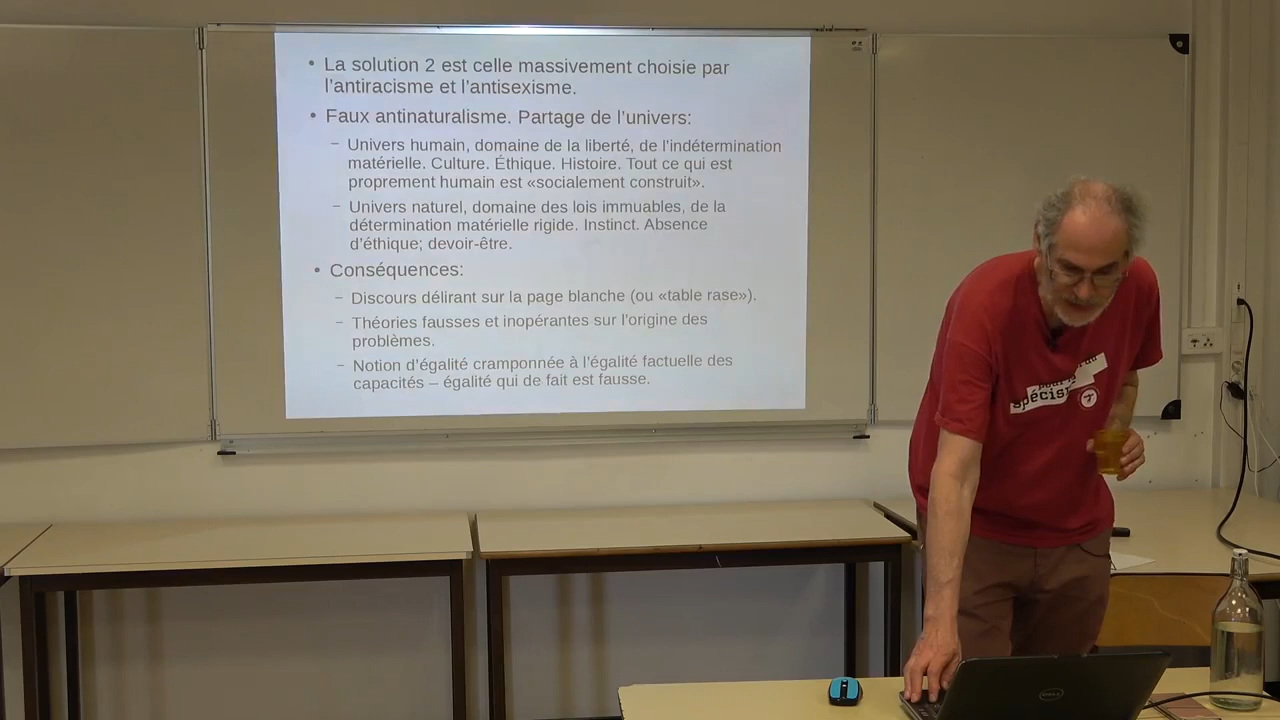 • La solution 2 est celle massivement choisie par
l'antiracisme et l'antisexisme.
• Faux antinaturalisme. Partage de l'univers:
– Univers humain, domaine de la liberté, de l'indétermination
matérielle. Culture. Éthique. Histoire. Tout ce qui est
proprement humain est «socialement construit».
– Univers naturel, domaine des lois immuables, de la
détermination matérielle rigide. Instinct. Absence
d'éthique; devoir-être.
• Conséquences:
– Discours délirant sur la page blanche (ou «table rase»).
– Théories fausses et inopérantes sur l'origine des
problèmes.
– Notion d'égalité cramponnée à l'égalité factuelle des
capacités – égalité qui de fait est fausse.
spécis
DELL